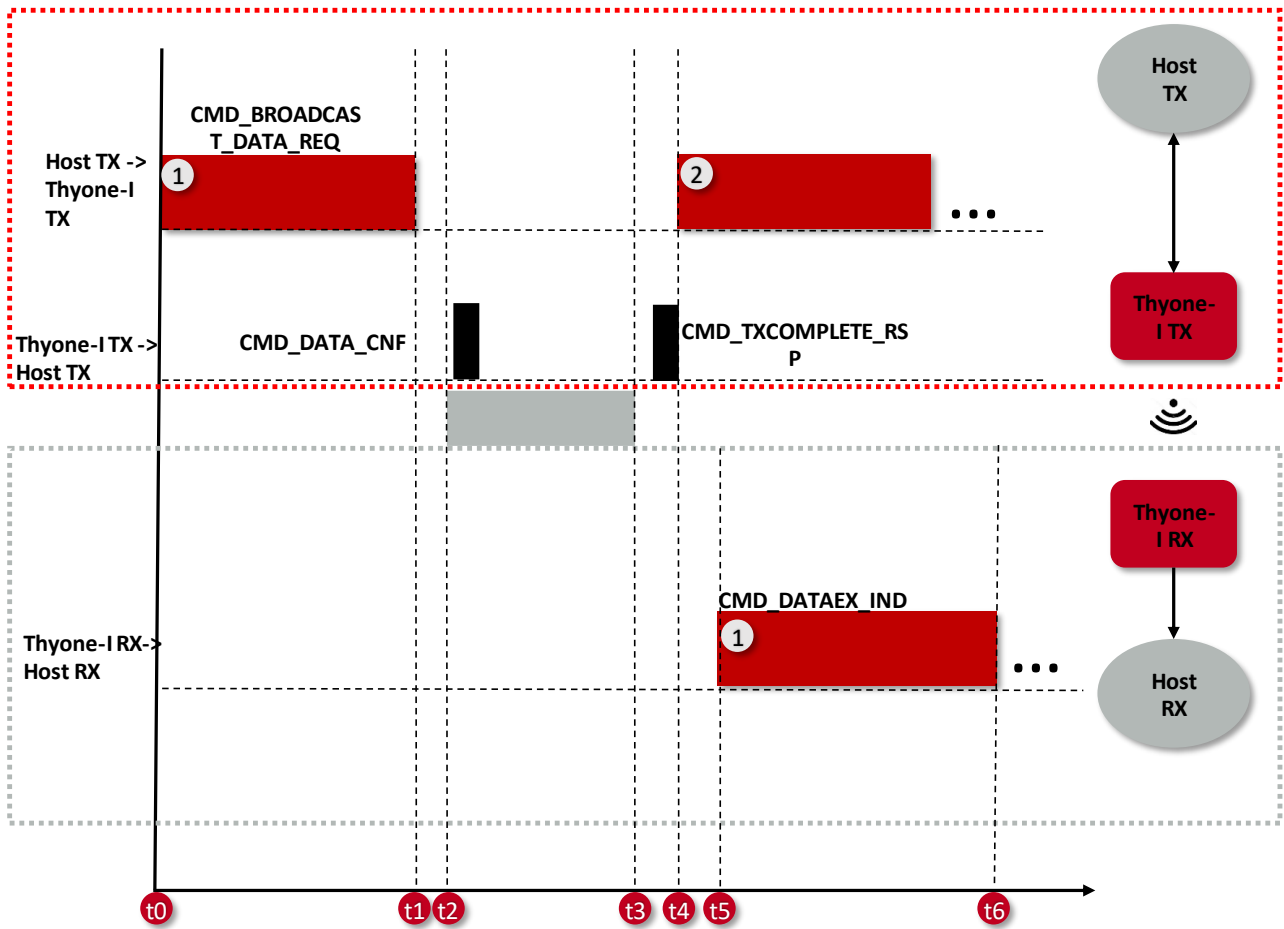 Host
TX
CMD_BROADCAS
T_DATA_REQ
Host TX ->
Thyone-I
TX
1
2
...
Thyone-I TX ->
Host TX
CMD_DATA_CNF
CMD_TXCOMPLETE_RS
P
Thyone-
I TX
Thyone-
I RX
CMD_DATAEX_IND
Thyone-I RX->
Host RX
1
...
Host
RX
t0
t1
t2
t3
t4
t5
t6